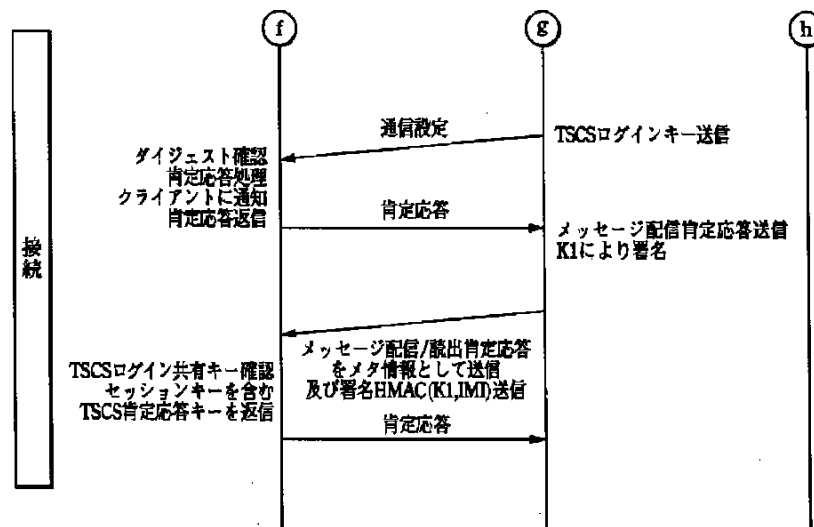 f
g
h
接続
通信設定
TSCSログインキー送信
ダイジェスト確認
肯定応答処理
クライアントに通知
肯定応答返信
肯定応答
メッセージ配信肯定応答送信
K1により署名
メッセージ配信/読出肯定応答
をメタ情報として送信
及び署名HMAC(K1,IMI)送信
TSCSログイン共有キー確認
セッションキーを含む
TSCS肯定応答キーを返信
肯定応答